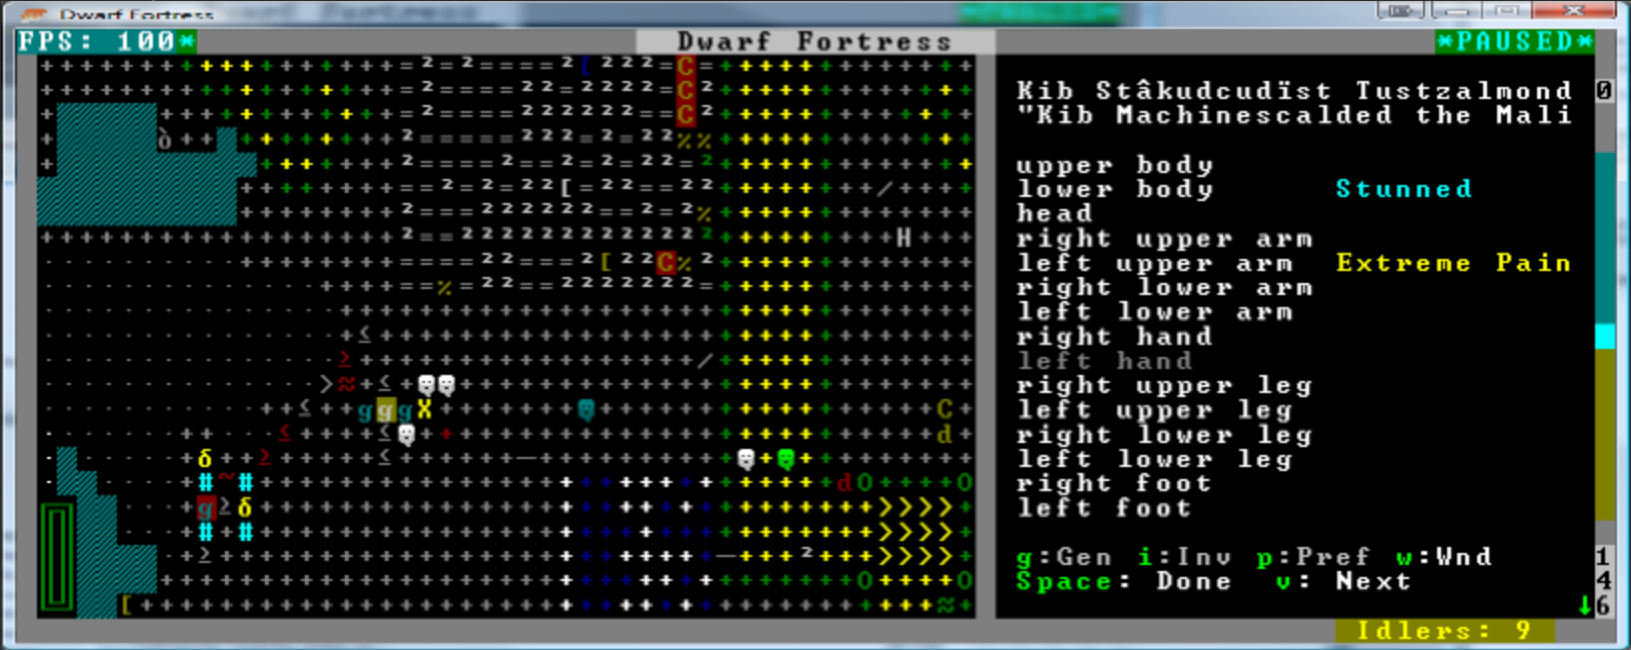 Dwarf Fortress
FPS: 100*
Dwarf Fortress
*PAUSED*
Kib Stâkudcudïst Tustzalmond
"Kib Machinescalded the Mali
upper body
lower body Stunned
head
right upper arm
left upper arm Extreme Pain
right lower arm
left lower arm
right hand
left hand
right upper leg
left upper leg
right lower leg
left lower leg
right foot
left foot
g:Gen i:Inv p:Pref w:Wnd
Space: Done v: Next
0
146
Idlers: 9